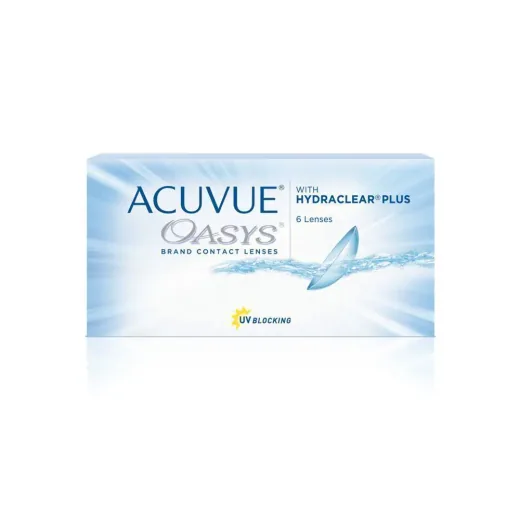 ACUVUE®
OASYS®
BRAND CONTACT LENSES
WITH
HYDRACLEAR® PLUS
6 Lenses
UV BLOCKING